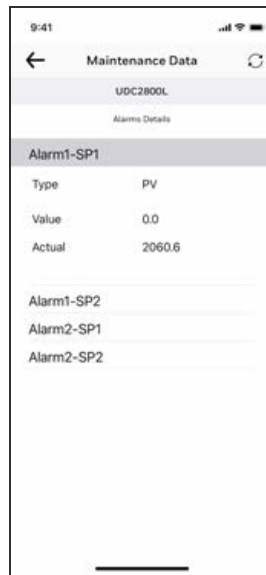 9:41
Maintenance Data
UDC2800L
Alarms Details
Alarm1-SP1
Type PV
Value 0.0
Actual 2060.6
Alarm1-SP2
Alarm2-SP1
Alarm2-SP2